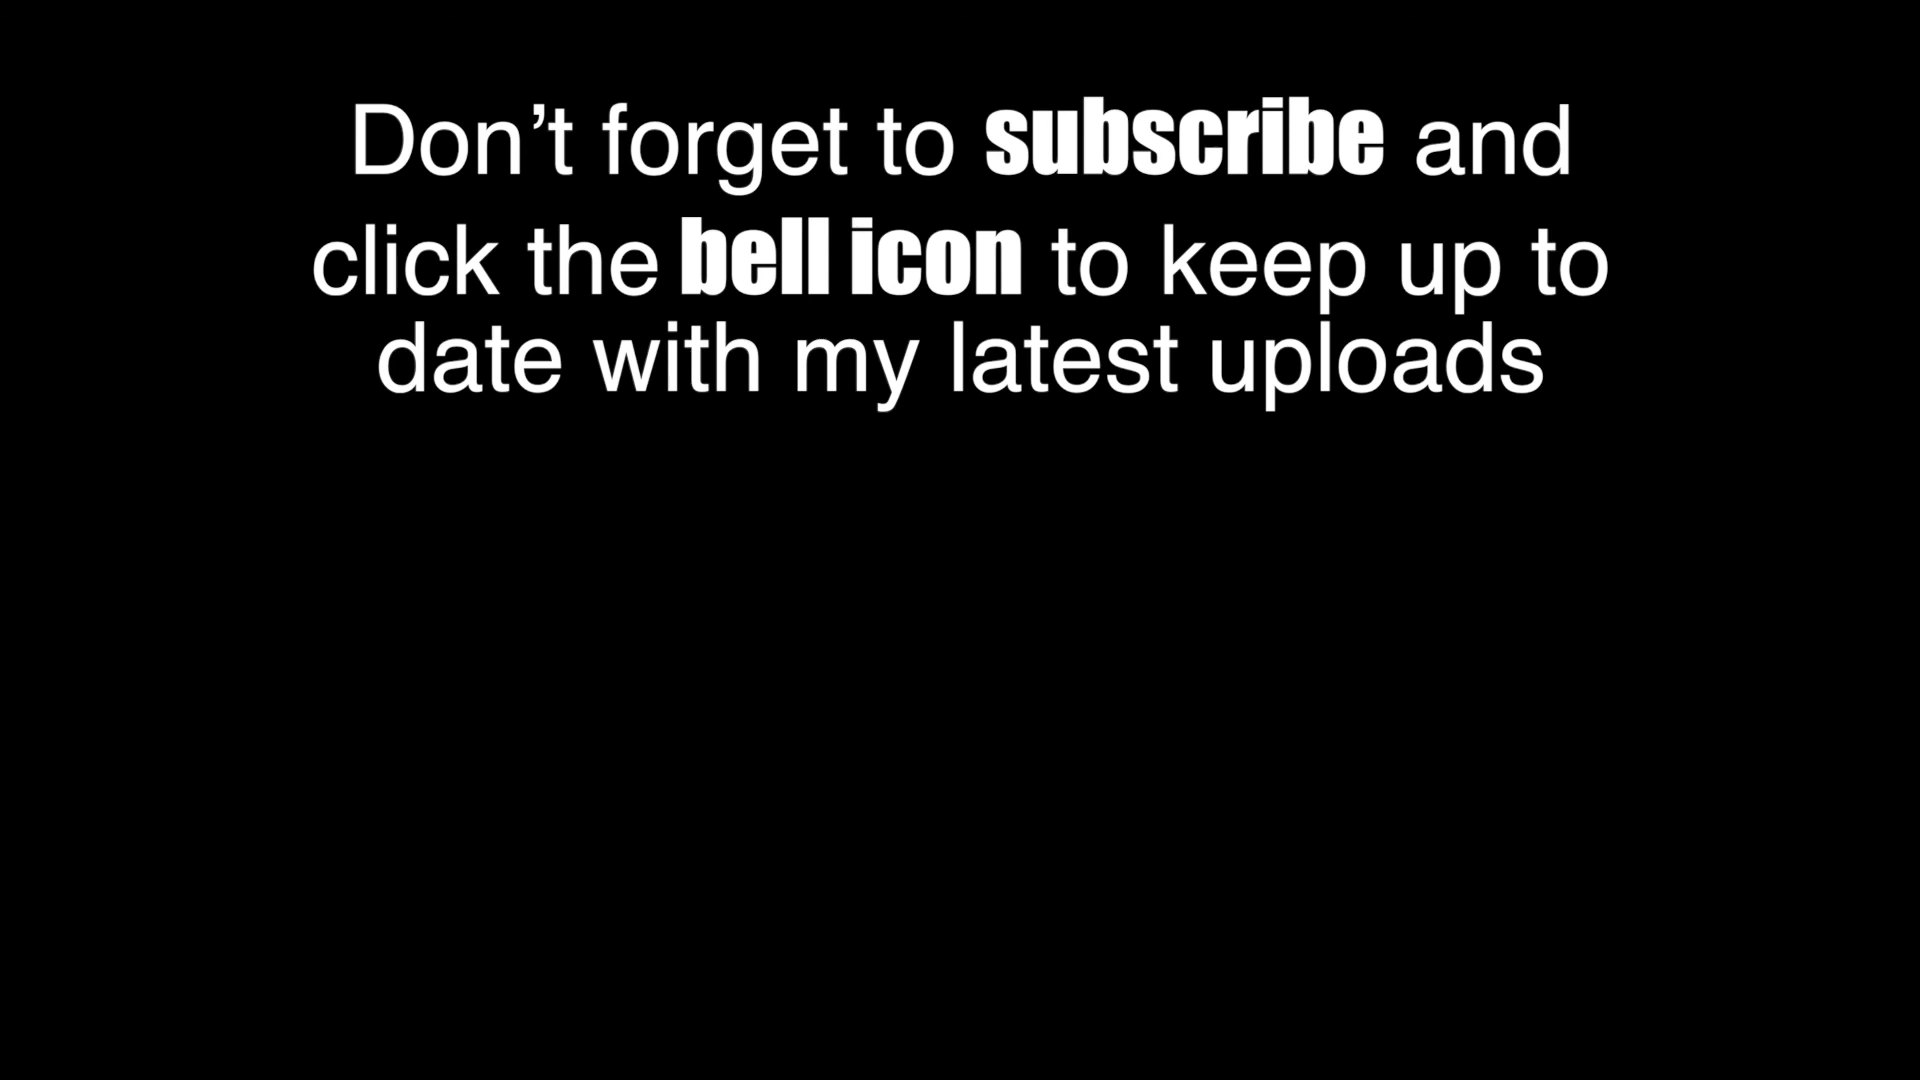 Don’t forget to subscribe and
click the bell icon to keep up to
date with my latest uploads